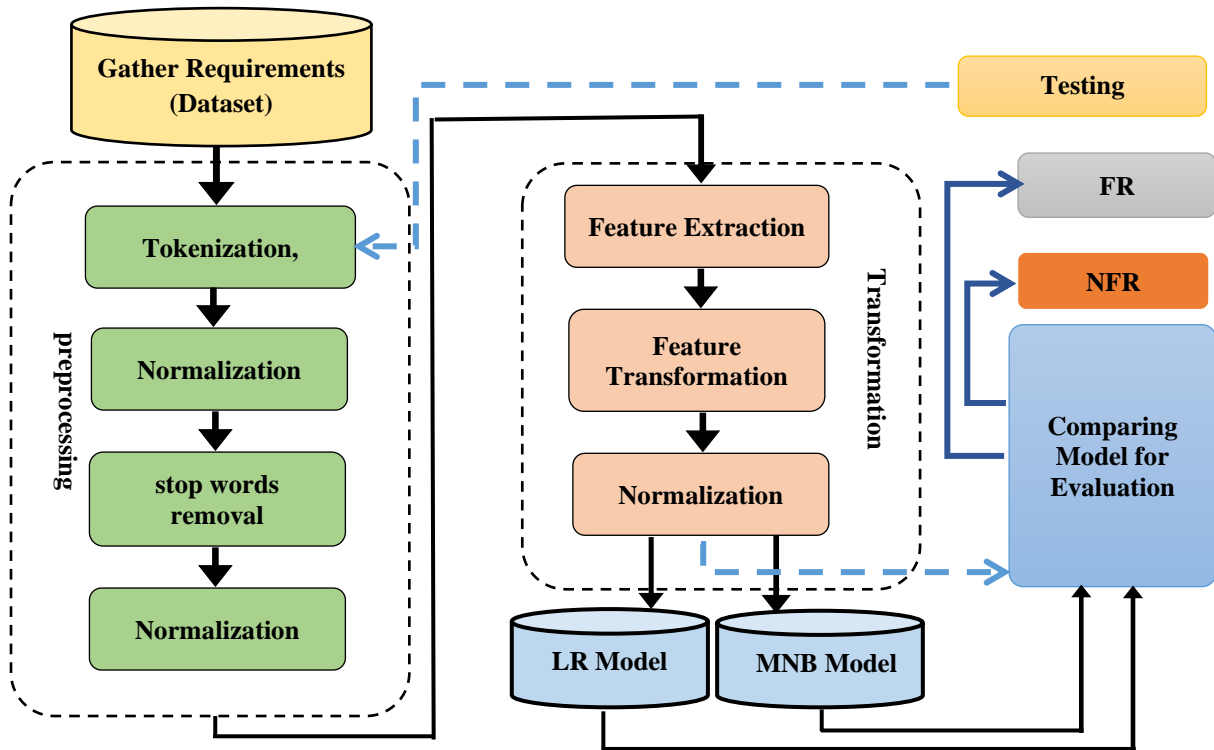 Gather Requirements
(Dataset)
Tokenization,
Normalization
stop words
removal
Normalization
preprocessing
Feature Extraction
Feature
Transformation
Normalization
Transformation
LR Model
MNB Model
Testing
FR
NFR
Comparing
Model for
Evaluation